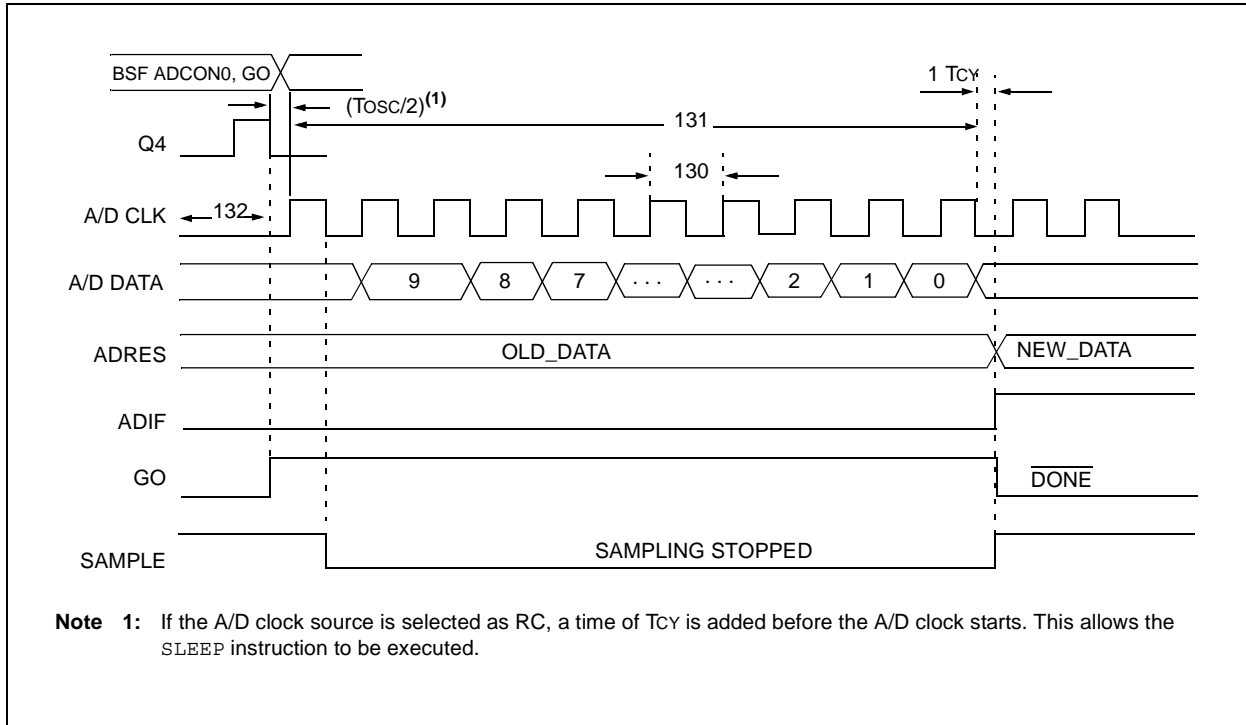 BSF ADCON0, GO
(TOSC/2)(1)
1 TCY
131
Q4
130
A/D CLK
132
A/D DATA
9 8 7 . . . . . . 2 1 0
ADRES
OLD_DATA
NEW_DATA
ADIF
GO
DONE
SAMPLE
SAMPLING STOPPED
Note 1: If the A/D clock source is selected as RC, a time of TCY is added before the A/D clock starts. This allows the
SLEEP instruction to be executed.